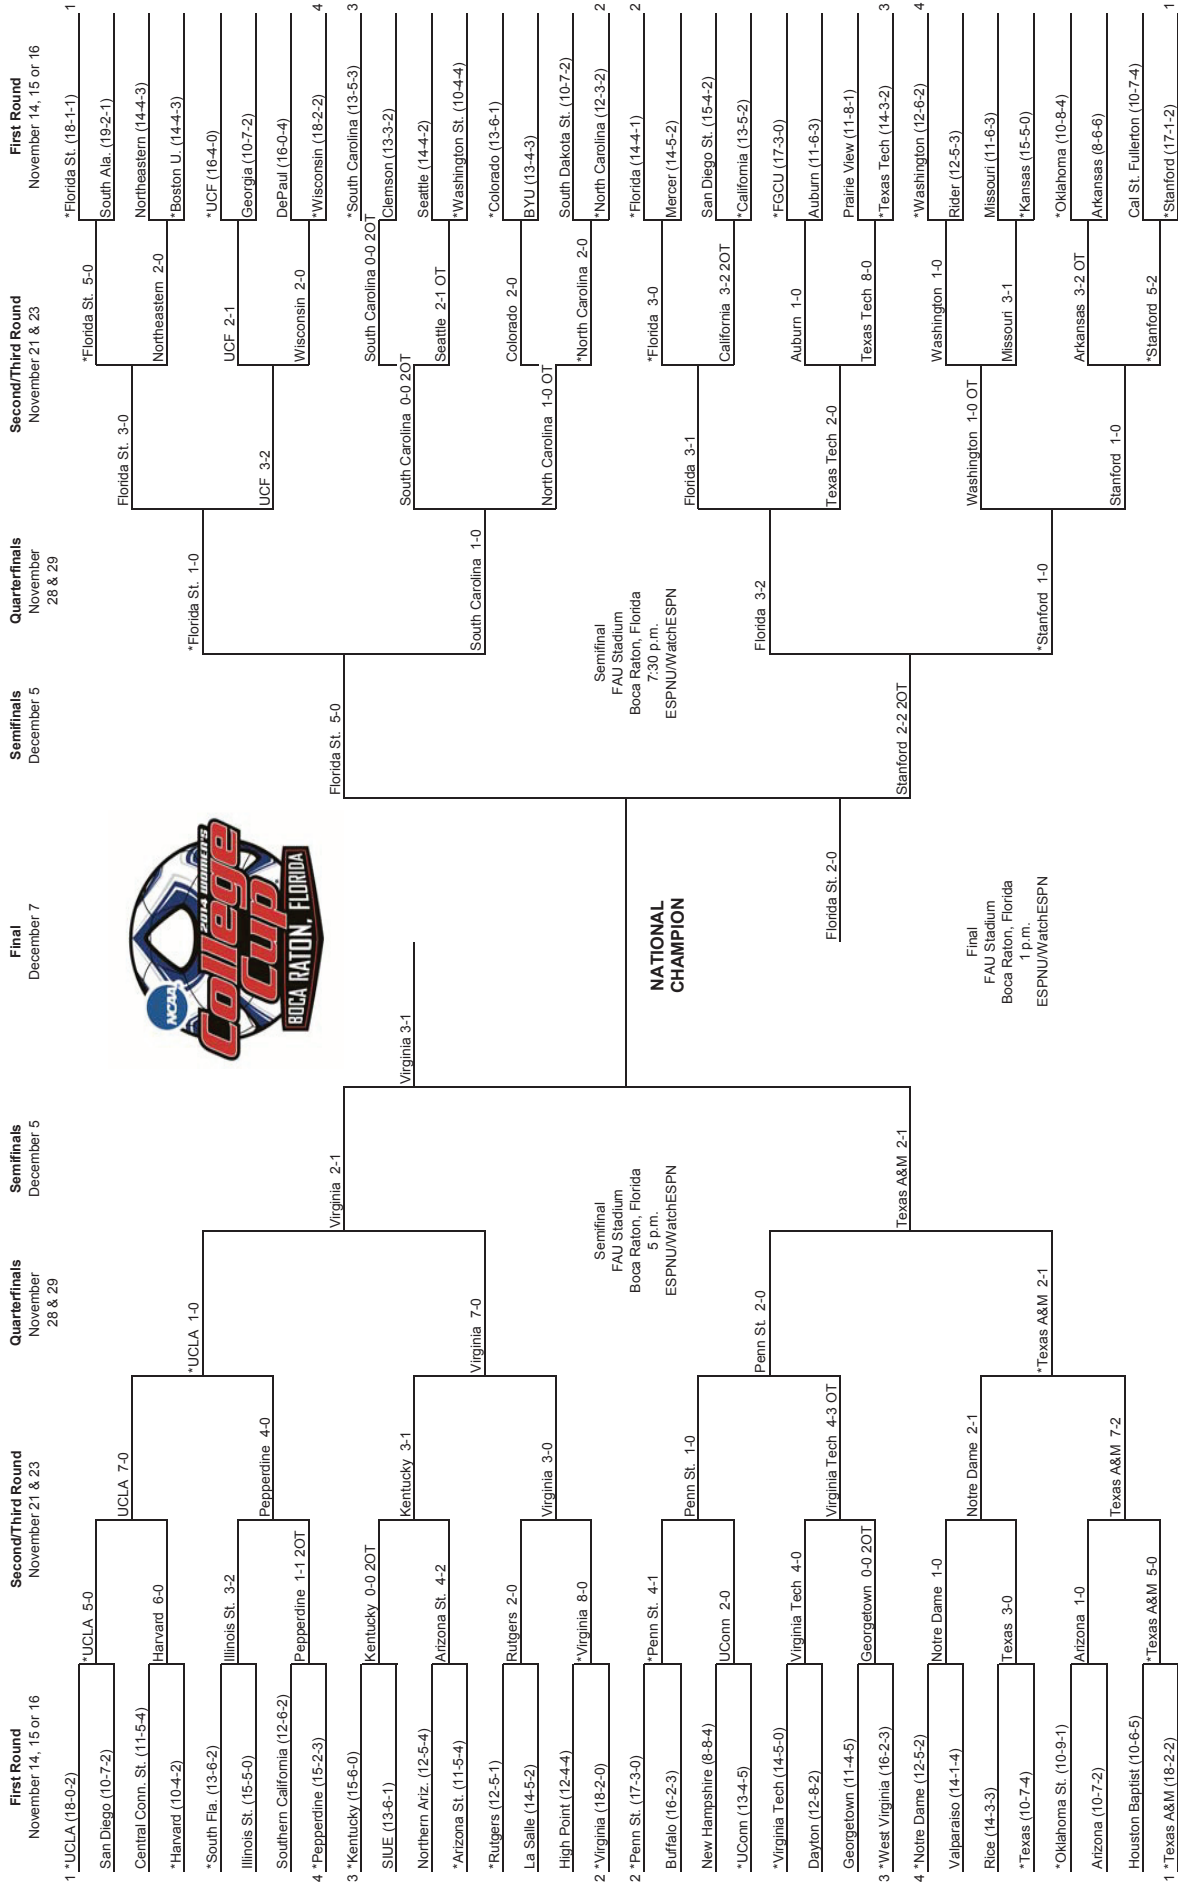 First Round
November 14, 15 or 16
Second/Third Round
November 21 & 23
Quarterfinals
November
28 & 29
Semifinals
December 5
Final
December 7
Semifinals
December 5
Quarterfinals
November
28 & 29
Second/Third Round
November 21 & 23
First Round
November 14, 15 or 16
1 *UCLA (18-0-2)
San Diego (10-7-2)
Central Conn. St. (11-5-4)
*Harvard (10-4-2)
*South Fla. (13-6-2)
Illinois St. (15-5-0)
Southern California (12-6-2)
4 *Pepperdine (15-2-3)
3 *Kentucky (15-6-0)
SIUE (13-6-1)
Northern Ariz. (12-5-4)
*Arizona St. (11-5-4)
*Rutgers (12-5-1)
La Salle (14-5-2)
High Point (12-4-4)
2 *Virginia (18-2-0)
2 *Penn St. (17-3-0)
Buffalo (16-2-3)
New Hampshire (8-8-4)
*UConn (13-4-5)
*Virginia Tech (14-5-0)
Dayton (12-8-2)
Georgetown (11-4-5)
3 *West Virginia (16-2-3)
4 *Notre Dame (12-5-2)
Valparaiso (14-1-4)
Rice (14-3-3)
*Texas (10-7-4)
*Oklahoma St. (10-9-1)
Arizona (10-7-2)
Houston Baptist (10-6-5)
1 *Texas A&M (18-2-2)
*UCLA 5-0
Harvard 6-0
Illinois St. 3-2
Pepperdine 1-1 2OT
Kentucky 0-0 2OT
Arizona St. 4-2
Rutgers 2-0
*Virginia 8-0
*Penn St. 4-1
UConn 2-0
Virginia Tech 4-0
Georgetown 0-0 2OT
Notre Dame 1-0
Texas 3-0
Arizona 1-0
*Texas A&M 5-0
UCLA 7-0
Pepperdine 4-0
Kentucky 3-1
Virginia 3-0
Penn St. 1-0
Virginia Tech 4-3 OT
Notre Dame 2-1
Texas A&M 7-2
*UCLA 1-0
Virginia 7-0
Penn St. 2-0
*Texas A&M 2-1
Virginia 2-1
Semifinal
FAU Stadium
Boca Raton, Florida
5 p.m.
ESPNU/WatchESPN
Texas A&M 2-1
Virginia 3-1
NCAA
2014 WOMEN'S
College
Cup
BOCA RATON, FLORIDA
NATIONAL
CHAMPION
Florida St. 2-0
Final
FAU Stadium
Boca Raton, Florida
1 p.m.
ESPNU/WatchESPN
Florida St. 5-0
Semifinal
FAU Stadium
Boca Raton, Florida
7:30 p.m.
ESPNU/WatchESPN
Stanford 2-2 2OT
*Florida St. 1-0
South Carolina 1-0
Florida 3-2
*Stanford 1-0
Florida St. 3-0
UCF 3-2
South Carolina 0-0 2OT
North Carolina 1-0 OT
Florida 3-1
Texas Tech 2-0
Washington 1-0 OT
Stanford 1-0
*Florida St. 5-0
Northeastern 2-0
UCF 2-1
Wisconsin 2-0
South Carolina 0-0 2OT
Seattle 2-1 OT
Colorado 2-0
*North Carolina 2-0
*Florida 3-0
California 3-2 2OT
Auburn 1-0
Texas Tech 8-0
Washington 1-0
Missouri 3-1
Arkansas 3-2 OT
*Stanford 5-2
*Florida St. (18-1-1) 1
South Ala. (19-2-1)
Northeastern (14-4-3)
*Boston U. (14-4-3)
*UCF (16-4-0)
Georgia (10-7-2)
DePaul (16-0-4)
*Wisconsin (18-2-2) 4
*South Carolina (13-5-3) 3
Clemson (13-3-2)
Seattle (14-4-2)
*Washington St. (10-4-4)
*Colorado (13-6-1)
BYU (13-4-3)
South Dakota St. (10-7-2)
*North Carolina (12-3-2) 2
*Florida (14-4-1) 2
Mercer (14-5-2)
San Diego St. (15-4-2)
*California (13-5-2)
*FGCU (17-3-0)
Auburn (11-6-3)
Prairie View (11-8-1)
*Texas Tech (14-3-2) 3
*Washington (12-6-2) 4
Rider (12-5-3)
Missouri (11-6-3)
*Kansas (15-5-0)
*Oklahoma (10-8-4)
Arkansas (8-6-6)
Cal St. Fullerton (10-7-4)
*Stanford (17-1-2) 1